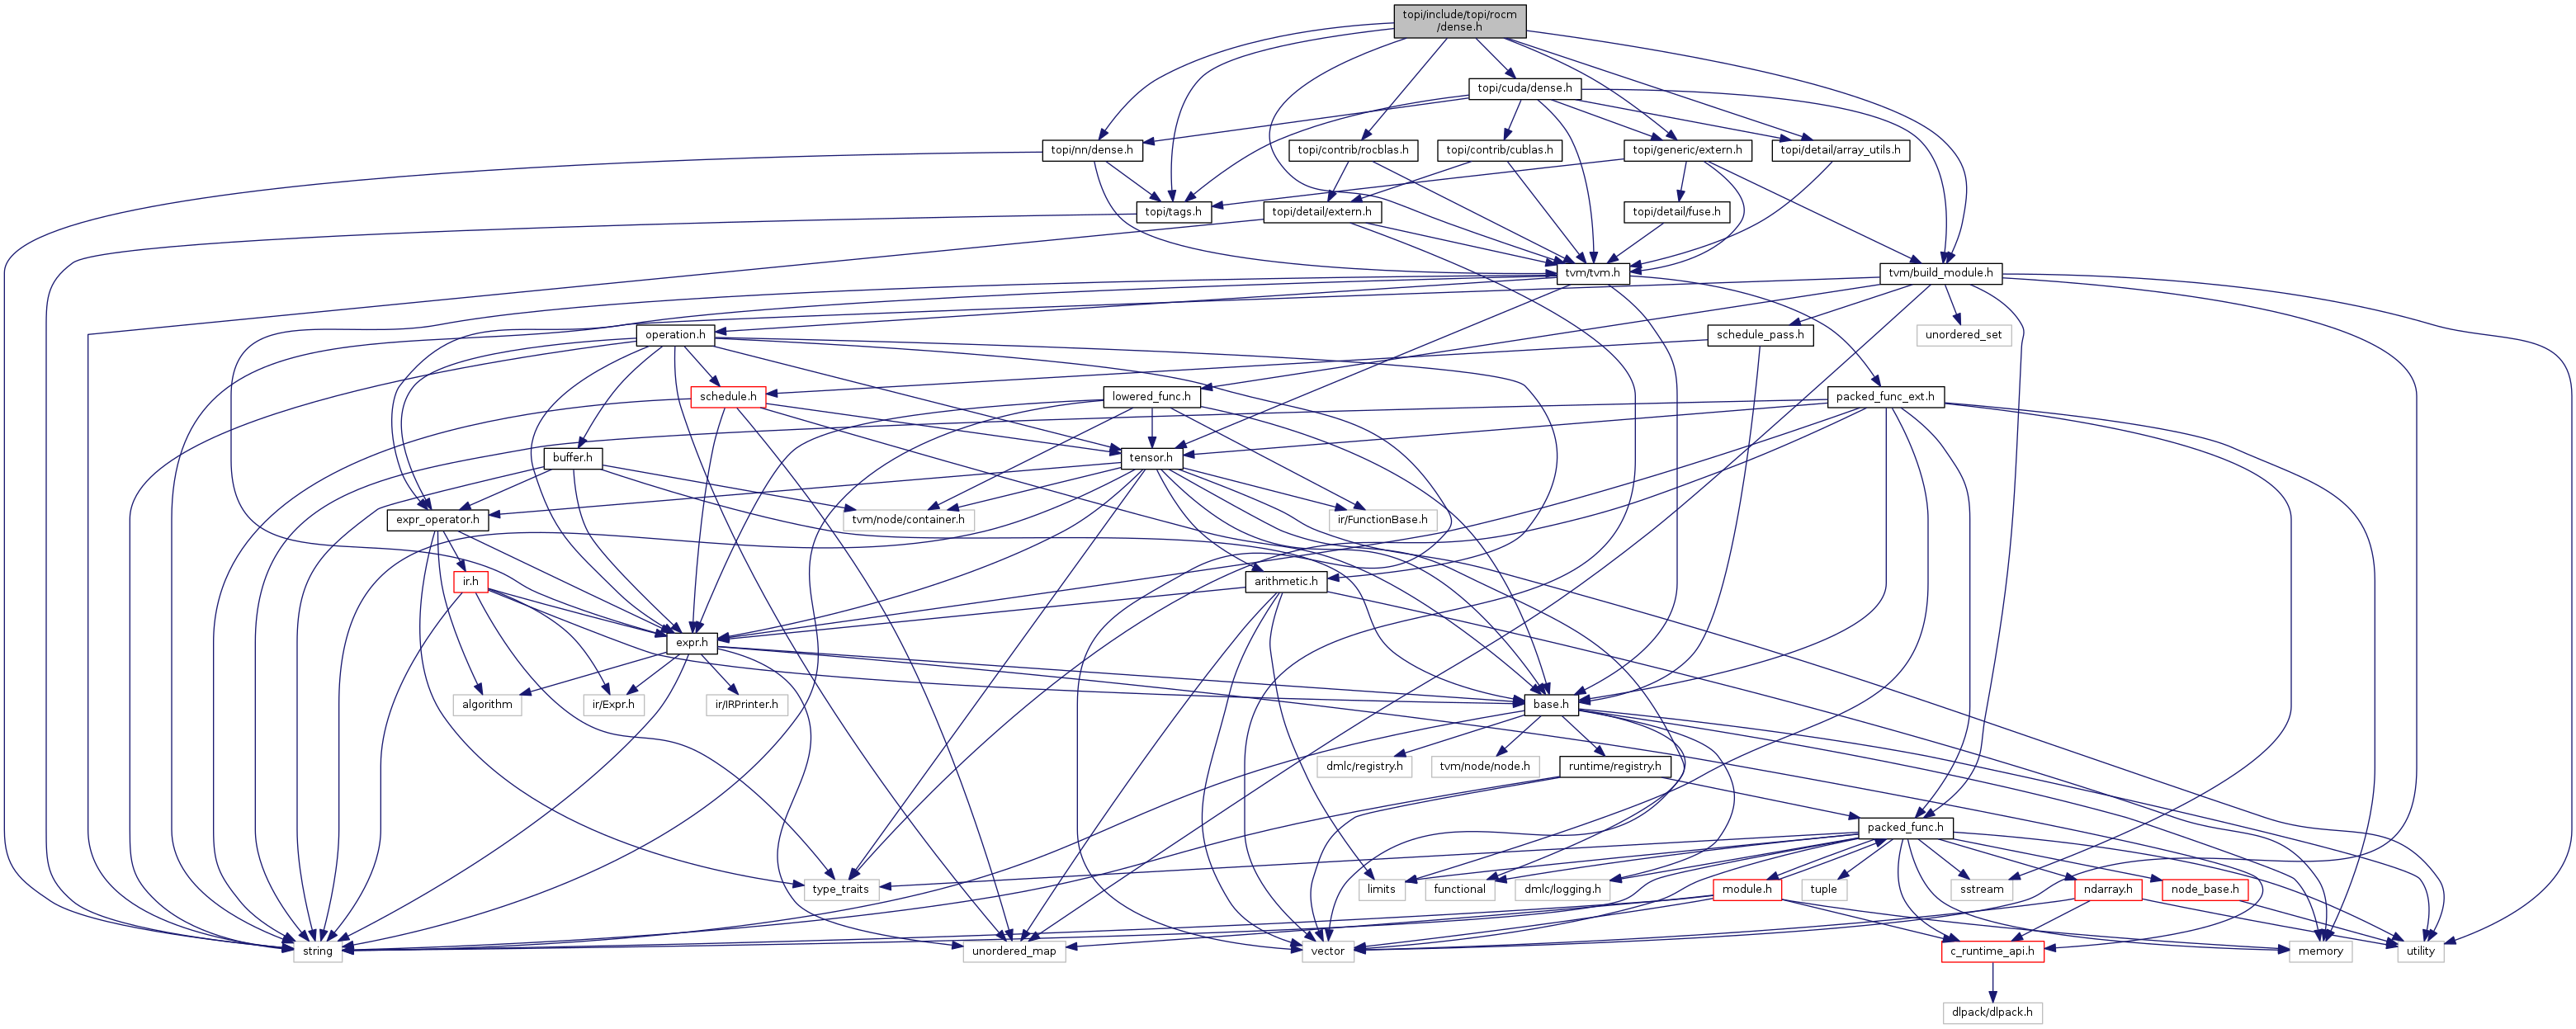 topi/include/topi/rocm
/dense.h
topi/cuda/dense.h
topi/nn/dense.h
topi/contrib/rocblas.h
topi/contrib/cublas.h
topi/generic/extern.h
topi/detail/array_utils.h
topi/tags.h
topi/detail/extern.h
topi/detail/fuse.h
tvm/tvm.h
tvm/build_module.h
operation.h
schedule_pass.h
unordered_set
schedule.h
lowered_func.h
packed_func_ext.h
buffer.h
tensor.h
expr_operator.h
tvm/node/container.h
ir/FunctionBase.h
ir.h
arithmetic.h
expr.h
algorithm
ir/Expr.h
ir/IRPrinter.h
base.h
dmlc/registry.h
tvm/node/node.h
runtime/registry.h
packed_func.h
type_traits
limits
functional
dmlc/logging.h
module.h
tuple
sstream
ndarray.h
node_base.h
string
unordered_map
vector
c_runtime_api.h
memory
utility
dlpack/dlpack.h